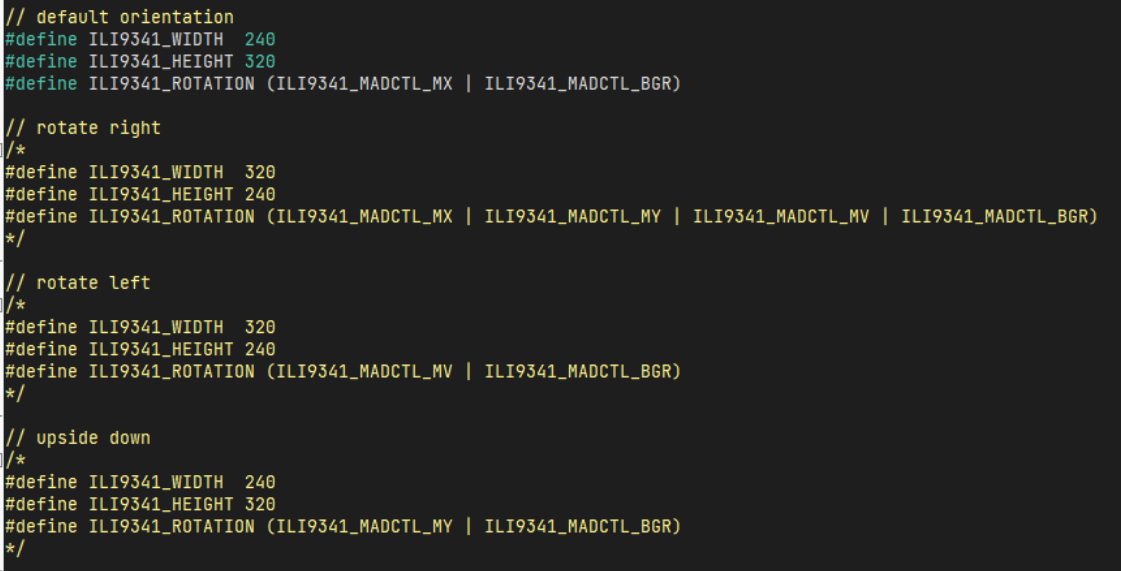 // default orientation
#define ILI9341_WIDTH  240
#define ILI9341_HEIGHT 320
#define ILI9341_ROTATION (ILI9341_MADCTL_MX | ILI9341_MADCTL_BGR)
// rotate right
/*
#define ILI9341_WIDTH  320
#define ILI9341_HEIGHT 240
#define ILI9341_ROTATION (ILI9341_MADCTL_MX | ILI9341_MADCTL_MY | ILI9341_MADCTL_MV | ILI9341_MADCTL_BGR)
*/
// rotate left
/*
#define ILI9341_WIDTH  320
#define ILI9341_HEIGHT 240
#define ILI9341_ROTATION (ILI9341_MADCTL_MV | ILI9341_MADCTL_BGR)
*/
// upside down
/*
#define ILI9341_WIDTH  240
#define ILI9341_HEIGHT 320
#define ILI9341_ROTATION (ILI9341_MADCTL_MY | ILI9341_MADCTL_BGR)
*/